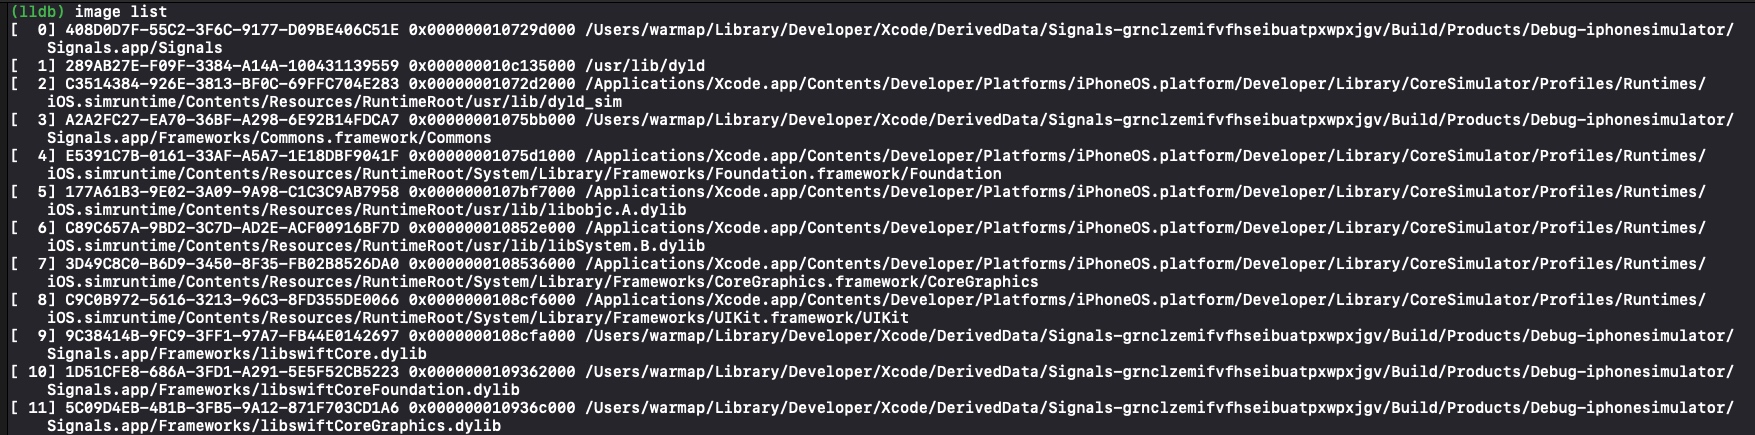 (lldb) image list
[  0] 408D0D7F-55C2-3F6C-9177-D09BE406C51E 0x000000010729d000 /Users/warmap/Library/Developer/Xcode/DerivedData/Signals-grnclzemifvfhseibuatpxwpxjgv/Build/Products/Debug-iphonesimulator/
Signals.app/Signals
[  1] 289AB27E-F09F-3384-A14A-100431139559 0x000000010c135000 /usr/lib/dyld
[  2] C3514384-926E-3813-BF0C-69FFC704E283 0x00000001072d2000 /Applications/Xcode.app/Contents/Developer/Platforms/iPhoneOS.platform/Developer/Library/CoreSimulator/Profiles/Runtimes/
iOS.simruntime/Contents/Resources/RuntimeRoot/usr/lib/dyld_sim
[  3] A2A2FC27-EA70-36BF-A298-6E92B14FDCA7 0x00000001075bb000 /Users/warmap/Library/Developer/Xcode/DerivedData/Signals-grnclzemifvfhseibuatpxwpxjgv/Build/Products/Debug-iphonesimulator/
Signals.app/Frameworks/Commons.framework/Commons
[  4] E5391C7B-0161-33AF-A5A7-1E18DBF9041F 0x00000001075d1000 /Applications/Xcode.app/Contents/Developer/Platforms/iPhoneOS.platform/Developer/Library/CoreSimulator/Profiles/Runtimes/
iOS.simruntime/Contents/Resources/RuntimeRoot/System/Library/Frameworks/Foundation.framework/Foundation
[  5] 177A61B3-9E02-3A09-9A98-C1C3C9AB7958 0x0000000107bf7000 /Applications/Xcode.app/Contents/Developer/Platforms/iPhoneOS.platform/Developer/Library/CoreSimulator/Profiles/Runtimes/
iOS.simruntime/Contents/Resources/RuntimeRoot/usr/lib/libobjc.A.dylib
[  6] C89C657A-9BD2-3C7D-AD2E-ACF00916BF7D 0x000000010852e000 /Applications/Xcode.app/Contents/Developer/Platforms/iPhoneOS.platform/Developer/Library/CoreSimulator/Profiles/Runtimes/
iOS.simruntime/Contents/Resources/RuntimeRoot/usr/lib/libSystem.B.dylib
[  7] 3D49C8C0-B6D9-3450-8F35-FB02B8526DA0 0x0000000108536000 /Applications/Xcode.app/Contents/Developer/Platforms/iPhoneOS.platform/Developer/Library/CoreSimulator/Profiles/Runtimes/
iOS.simruntime/Contents/Resources/RuntimeRoot/System/Library/Frameworks/CoreGraphics.framework/CoreGraphics
[  8] C9C0B972-5616-3213-96C3-8FD355DE0066 0x0000000108cf6000 /Applications/Xcode.app/Contents/Developer/Platforms/iPhoneOS.platform/Developer/Library/CoreSimulator/Profiles/Runtimes/
iOS.simruntime/Contents/Resources/RuntimeRoot/System/Library/Frameworks/UIKit.framework/UIKit
[  9] 9C38414B-9FC9-3FF1-97A7-FB44E0142697 0x0000000108cfa000 /Users/warmap/Library/Developer/Xcode/DerivedData/Signals-grnclzemifvfhseibuatpxwpxjgv/Build/Products/Debug-iphonesimulator/
Signals.app/Frameworks/libswiftCore.dylib
[ 10] 1D51CFE8-686A-3FD1-A291-5E5F52CB5223 0x0000000109362000 /Users/warmap/Library/Developer/Xcode/DerivedData/Signals-grnclzemifvfhseibuatpxwpxjgv/Build/Products/Debug-iphonesimulator/
Signals.app/Frameworks/libswiftCoreFoundation.dylib
[ 11] 5C09D4EB-4B1B-3FB5-9A12-871F703CD1A6 0x000000010936c000 /Users/warmap/Library/Developer/Xcode/DerivedData/Signals-grnclzemifvfhseibuatpxwpxjgv/Build/Products/Debug-iphonesimulator/
Signals.app/Frameworks/libswiftCoreGraphics.dylib